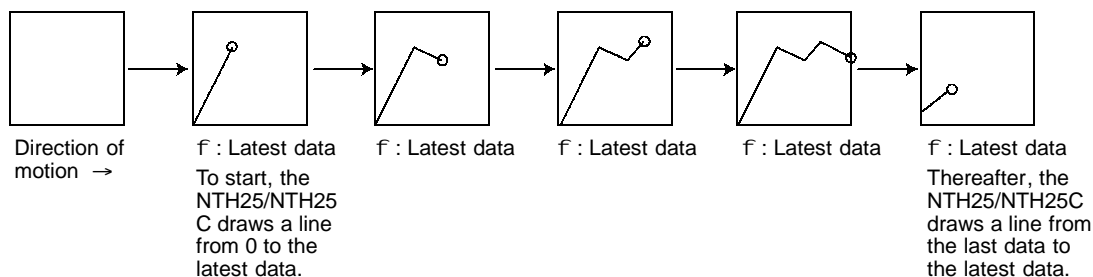 Direction of
motion →
f : Latest data
To start, the
NTH25/NTH25
C draws a line
from 0 to the
latest data.
f : Latest data
f : Latest data
f : Latest data
f : Latest data
Thereafter, the
NTH25/NTH25C
draws a line from
the last data to
the latest data.